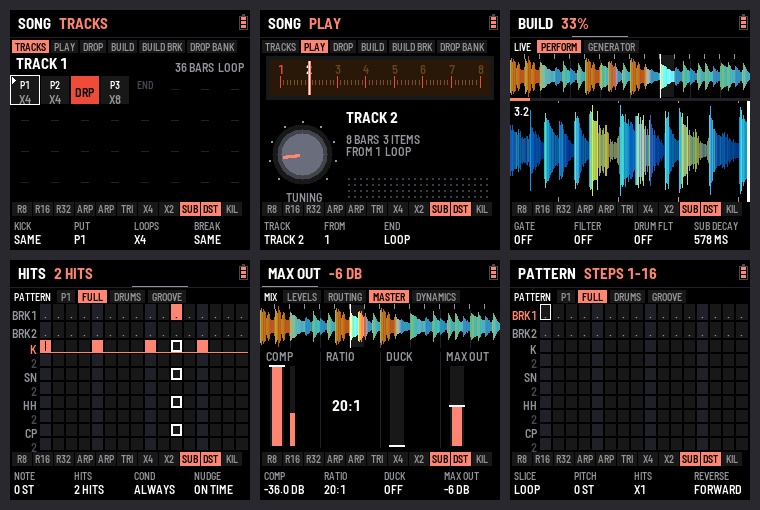 SONG TRACKS
TRACKS PLAY DROP BUILD BUILD BRK DROP BANK
TRACK 1
36 BARS LOOP
P1 P2 DRP P3 END
X4 X4 X8
R8 R16 R32 ARP ARP TRI X4 X2 SUB DST KIL
KICK PUT LOOPS BREAK
SAME P1 X4 SAME
SONG PLAY
TRACKS PLAY DROP BUILD BUILD BRK DROP BANK
1 2 3 4 5 6 7 8
TRACK 2
8 BARS 3 ITEMS
FROM 1 LOOP
TUNING
R8 R16 R32 ARP ARP TRI X4 X2 SUB DST KIL
TRACK FROM END
TRACK 2 1 LOOP
BUILD 33%
LIVE PERFORM GENERATOR
3.2
R8 R16 R32 ARP ARP TRI X4 X2 SUB DST KIL
GATE FILTER DRUM FLT SUB DECAY
OFF OFF OFF 578 MS
HITS 2 HITS
PATTERN P1 FULL DRUMS GROOVE
BRK1
BRK2
K
2
SN
2
HH
2
CP
2
R8 R16 R32 ARP ARP TRI X4 X2 SUB DST KIL
NOTE HITS COND NUDGE
0 ST 2 HITS ALWAYS ON TIME
MAX OUT -6 DB
MIX LEVELS ROUTING MASTER DYNAMICS
COMP RATIO DUCK MAX OUT
20:1
R8 R16 R32 ARP ARP TRI X4 X2 SUB DST KIL
COMP RATIO DUCK MAX OUT
-36.0 DB 20:1 OFF -6 DB
PATTERN STEPS 1-16
PATTERN P1 FULL DRUMS GROOVE
BRK1
BRK2
K
2
SN
2
HH
2
CP
2
R8 R16 R32 ARP ARP TRI X4 X2 SUB DST KIL
SLICE PITCH HITS REVERSE
LOOP 0 ST X1 FORWARD